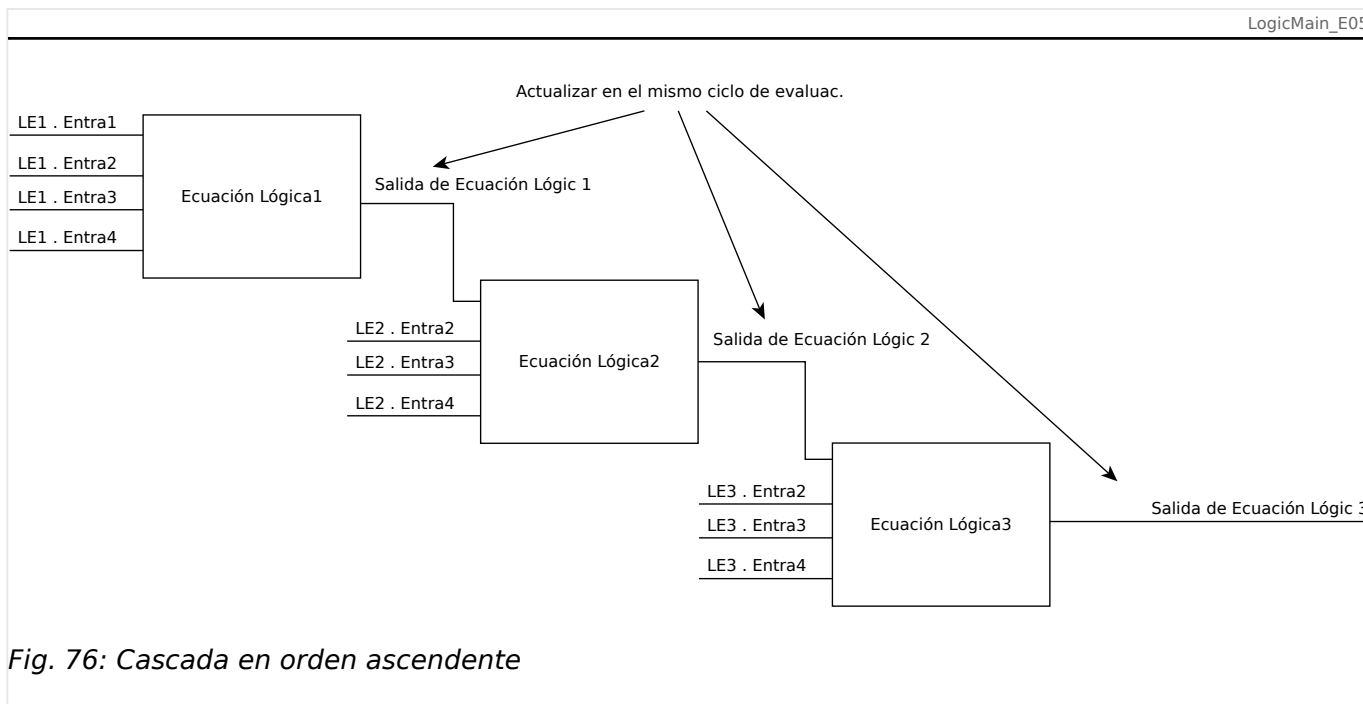 LogicMain_E05
Actualizar en el mismo ciclo de evaluac.
LE1 . Entra1
LE1 . Entra2
LE1 . Entra3
LE1 . Entra4
Ecuación Lógica1
Salida de Ecuación Lógic 1
LE2 . Entra2
LE2 . Entra3
LE2 . Entra4
Ecuación Lógica2
Salida de Ecuación Lógic 2
LE3 . Entra2
LE3 . Entra3
LE3 . Entra4
Ecuación Lógica3
Salida de Ecuación Lógic 3
Fig. 76: Cascada en orden ascendente